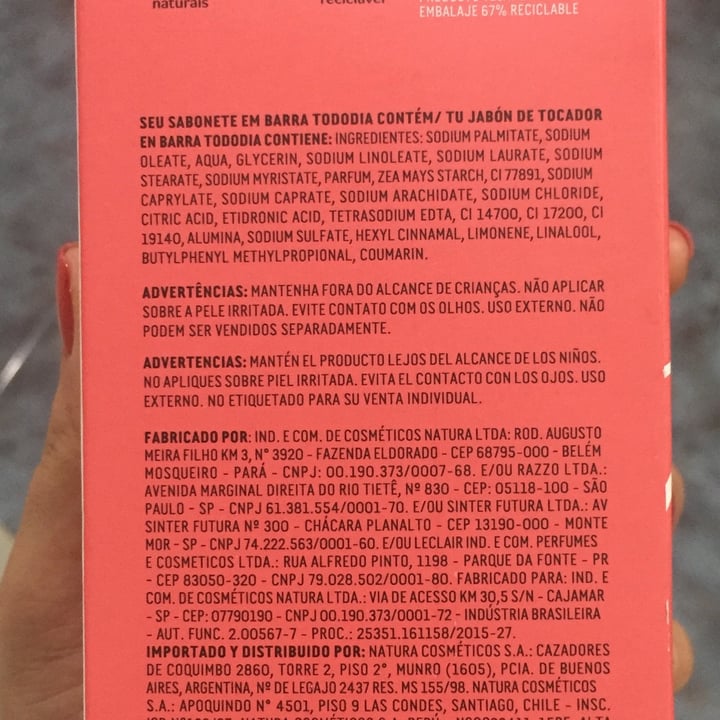 naturais
reciclável
EMBALAJE 67% RECICLABLE
SEU SABONETE EM BARRA TODODIA CONTÉM/ TU JABÓN DE TOCADOR
EN BARRA TODODIA CONTIENE: INGREDIENTES: SODIUM PALMITATE, SODIUM
OLEATE, AQUA, GLYCERIN, SODIUM LINOLEATE, SODIUM LAURATE, SODIUM
STEARATE, SODIUM MYRISTATE, PARFUM, ZEA MAYS STARCH, CI 77891, SODIUM
CAPRYLATE, SODIUM CAPRATE, SODIUM ARACHIDATE, SODIUM CHLORIDE,
CITRIC ACID, ETIDRONIC ACID, TETRASODIUM EDTA, CI 14700, CI 17200, CI
19140, ALUMINA, SODIUM SULFATE, HEXYL CINNAMAL, LIMONENE, LINALOOL,
BUTYLPHENYL METHYLPROPIONAL, COUMARIN.
ADVERTÊNCIAS: MANTENHA FORA DO ALCANCE DE CRIANÇAS. NÃO APLICAR
SOBRE A PELE IRRITADA. EVITE CONTATO COM OS OLHOS. USO EXTERNO. NÃO
PODEM SER VENDIDOS SEPARADAMENTE.
ADVERTENCIAS: MANTÉN EL PRODUCTO LEJOS DEL ALCANCE DE LOS NIÑOS.
NO APLIQUES SOBRE PIEL IRRITADA. EVITA EL CONTACTO CON LOS OJOS. USO
EXTERNO. NO ETIQUETADO PARA SU VENTA INDIVIDUAL.
FABRICADO POR: IND. E COM. DE COSMÉTICOS NATURA LTDA: ROD. AUGUSTO
MEIRA FILHO KM 3, N° 3920 - FAZENDA ELDORADO - CEP 68795-000 - BELÉM
MOSQUEIRO - PARÁ - CNPJ: 00.190.373/0007-68. E/OU RAZZO LTDA.:
AVENIDA MARGINAL DIREITA DO RIO TIETÊ, Nº 830 - CEP: 05118-100 - SÃO
PAULO - SP - CNPJ 61.381.554/0001-70. E/OU SINTER FUTURA LTDA.: AV
SINTER FUTURA Nº 300 - CHÁCARA PLANALTO - CEP 13190-000 - MONTE
MOR - SP - CNPJ 74.222.563/0001-60. E/OU LECLAIR IND. E COM. PERFUMES
E COSMETICOS LTDA.: RUA ALFREDO PINTO, 1198 - PARQUE DA FONTE - PR
- CEP 83050-320 - CNPJ 79.028.502/0001-80. FABRICADO PARA: IND. E
COM. DE COSMÉTICOS NATURA LTDA.: VIA DE ACESSO KM 30,5 S/N - CAJAMAR
- SP - CEP: 07790190 - CNPJ 00.190.373/0001-72 - INDÚSTRIA BRASILEIRA
- AUT. FUNC. 2.00567-7 - PROC.: 25351.161158/2015-27.
IMPORTADO Y DISTRIBUIDO POR: NATURA COSMÉTICOS S.A.: CAZADORES
DE COQUIMBO 2860, TORRE 2, PISO 2°, MUNRO (1605), PCIA. DE BUENOS
AIRES, ARGENTINA, Nº DE LEGAJO 2437 RES. MS 155/98. NATURA COSMÉTICOS
S.A.: APOQUINDO N° 4501, PISO 9 LAS CONDES, SANTIAGO, CHILE - INSC.